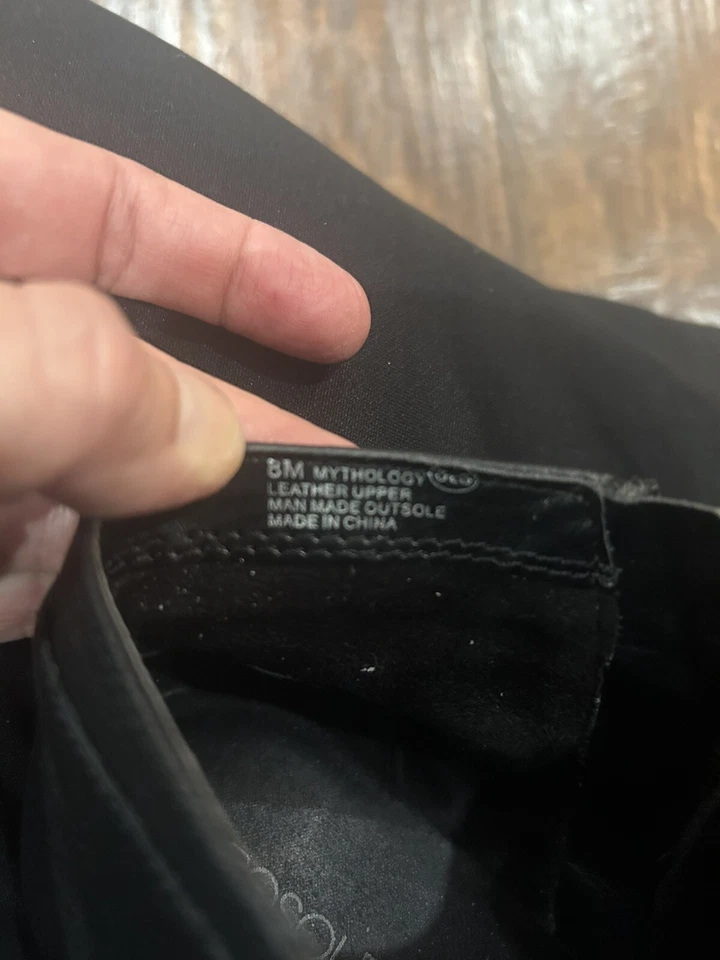 8M MYTHOLOGY
LEATHER UPPER
MAN MADE OUTSOLE
MADE IN CHINA